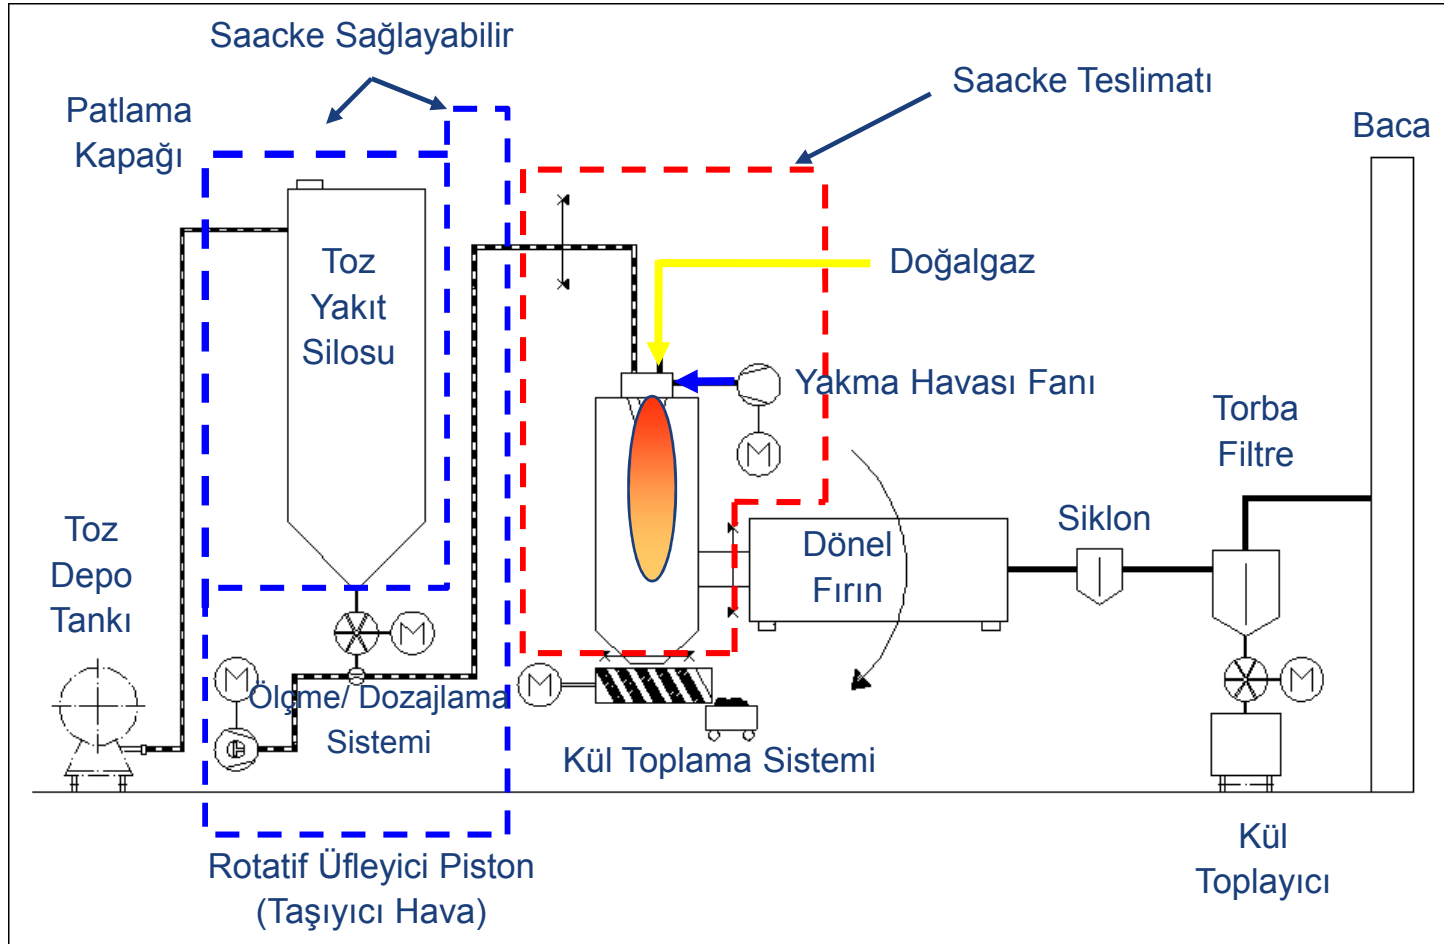 Saacke Sağlayabilir
Saacke Teslimatı
Patlama
Kapağı
Baca
Toz
Yakıt
Silosu
Doğalgaz
Yakma Havası Fanı
M
Torba
Filtre
Toz
Depo
Tankı
Siklon
Dönel
Fırın
M
M
M
M
Ölçme/ Dozajlama
Sistemi
Kül Toplama Sistemi
Kül
Toplayıcı
Rotatif Üfleyici Piston
(Taşıyıcı Hava)